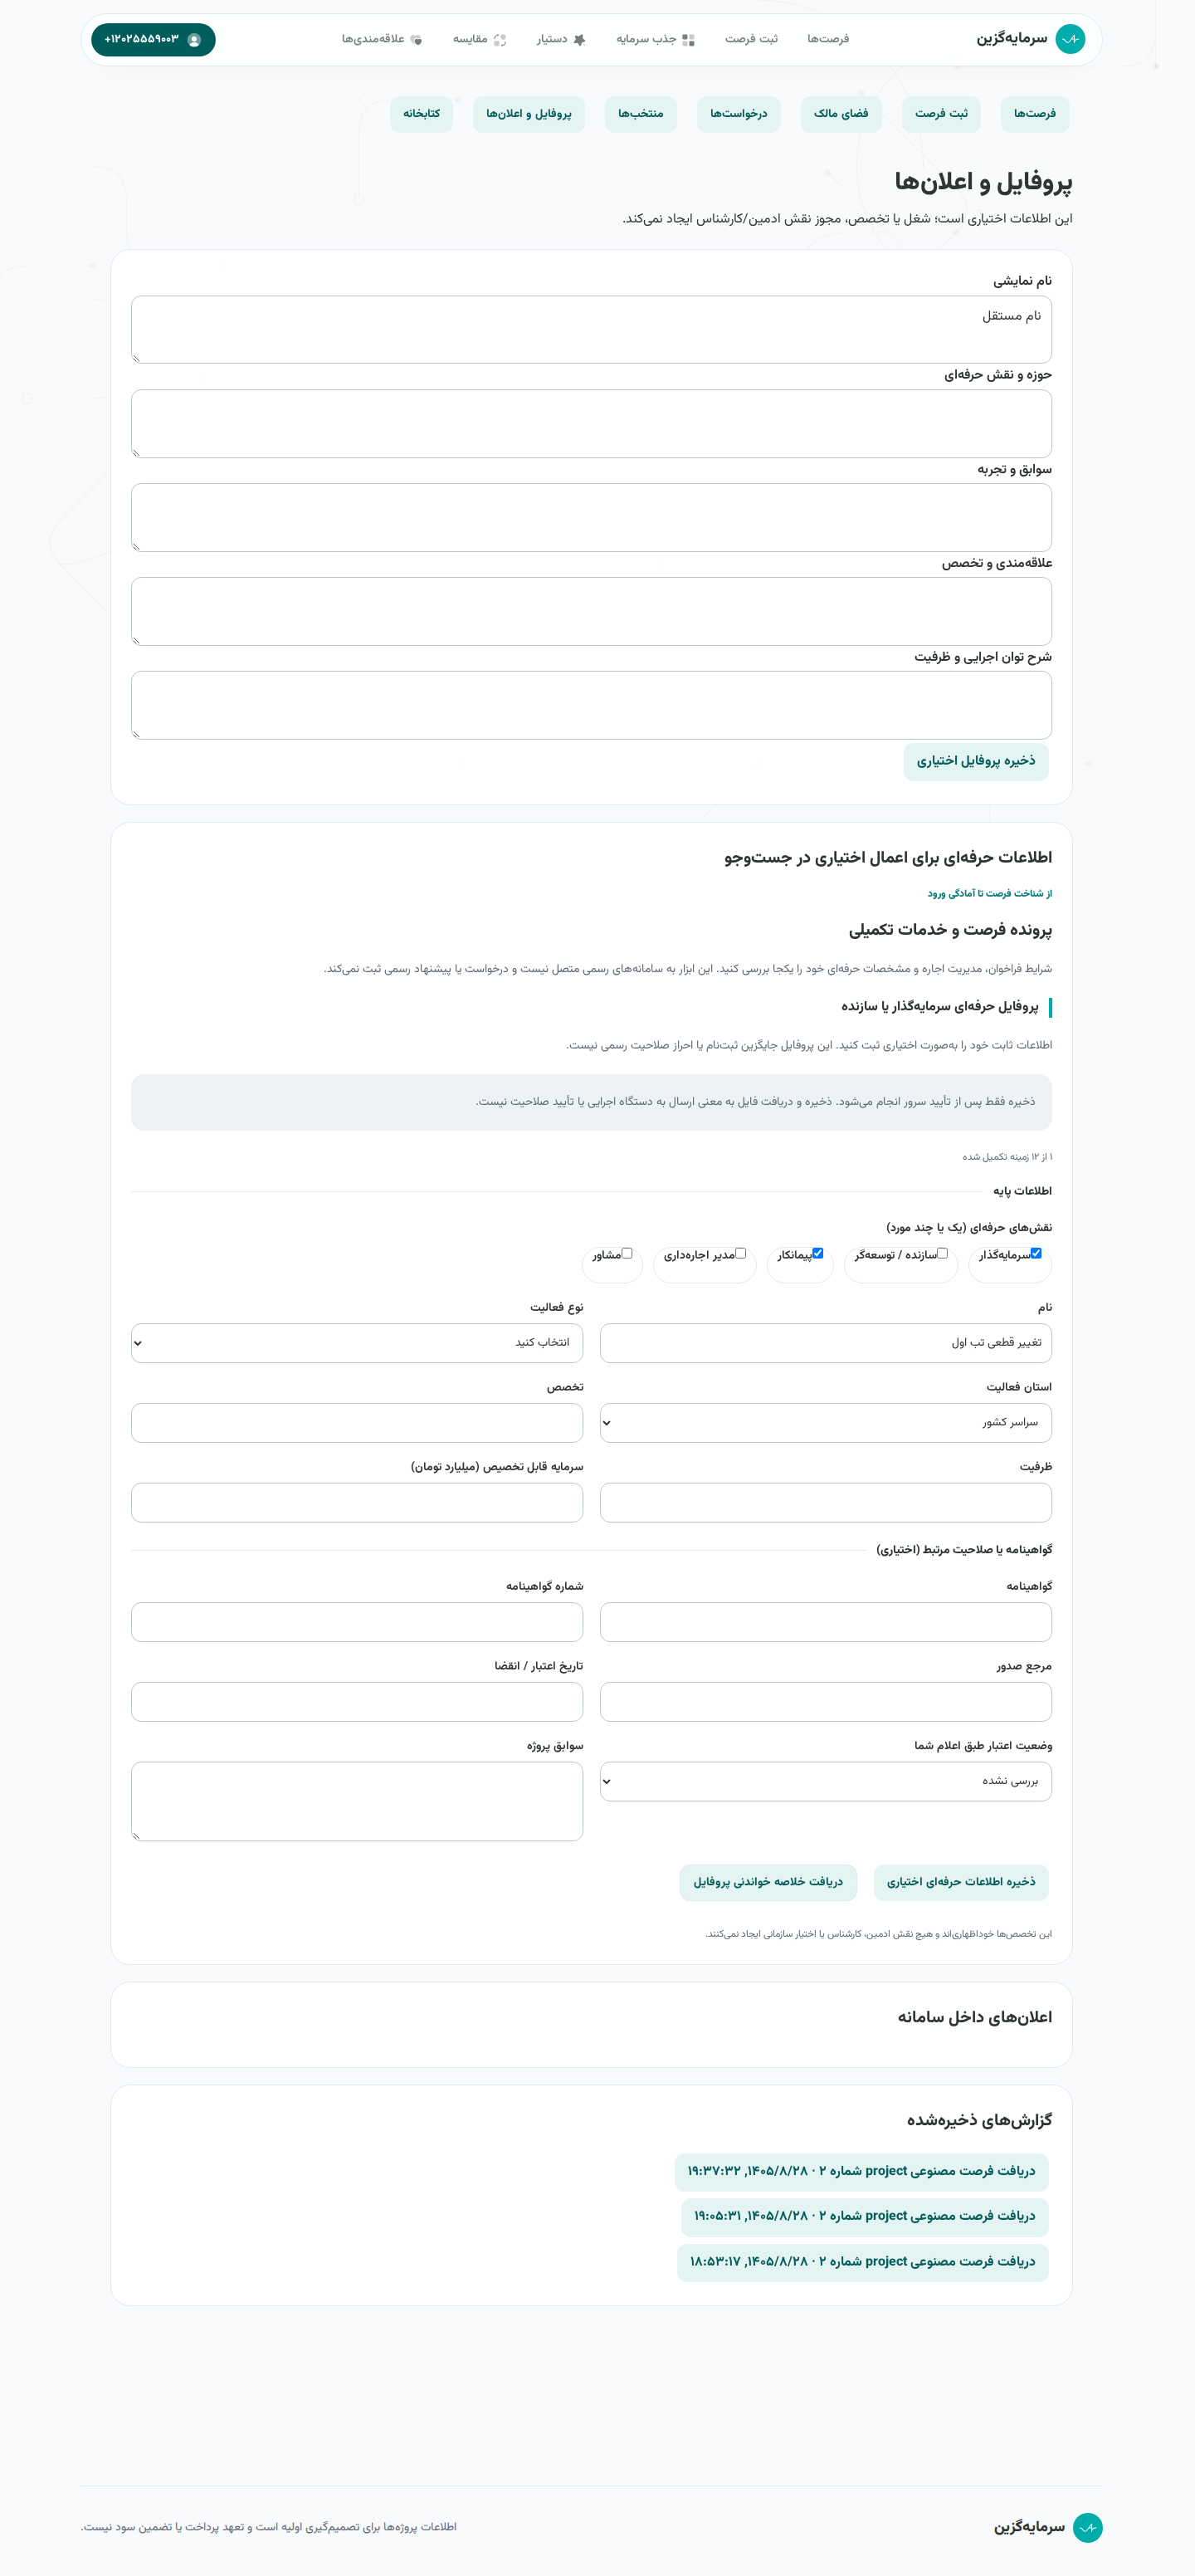 سرمایه‌گزین
فرصت‌ها
ثبت فرصت
جذب سرمایه
دستیار
مقایسه
علاقه‌مندی‌ها
+۱۲۰۲۵۵۵۹۰۰۳
فرصت‌ها
ثبت فرصت
فضای مالک
درخواست‌ها
منتخب‌ها
پروفایل و اعلان‌ها
کتابخانه
پروفایل و اعلان‌ها
این اطلاعات اختیاری است؛ شغل یا تخصص، مجوز نقش ادمین/کارشناس ایجاد نمی‌کند.
نام نمایشی
نام مستقل
حوزه و نقش حرفه‌ای
سوابق و تجربه
علاقه‌مندی و تخصص
شرح توان اجرایی و ظرفیت
ذخیره پروفایل اختیاری
اطلاعات حرفه‌ای برای اعمال اختیاری در جست‌وجو
از شناخت فرصت تا آمادگی ورود
پرونده فرصت و خدمات تکمیلی
شرایط فراخوان، مدیریت اجاره و مشخصات حرفه‌ای خود را یکجا بررسی کنید. این ابزار به سامانه‌های رسمی متصل نیست و درخواست یا پیشنهاد رسمی ثبت نمی‌کند.
پروفایل حرفه‌ای سرمایه‌گذار یا سازنده
اطلاعات ثابت خود را به‌صورت اختیاری ثبت کنید. این پروفایل جایگزین ثبت‌نام یا احراز صلاحیت رسمی نیست.
ذخیره فقط پس از تأیید سرور انجام می‌شود. ذخیره و دریافت فایل به معنی ارسال به دستگاه اجرایی یا تأیید صلاحیت نیست.
۱ از ۱۲ زمینه تکمیل شده
اطلاعات پایه
نقش‌های حرفه‌ای (یک یا چند مورد)
سرمایه‌گذار
سازنده / توسعه‌گر
پیمانکار
مدیر اجاره‌داری
مشاور
نام
نوع فعالیت
تغییر قطعی تب اول
انتخاب کنید
استان فعالیت
تخصص
سراسر کشور
ظرفیت
سرمایه قابل تخصیص (میلیارد تومان)
گواهینامه یا صلاحیت مرتبط (اختیاری)
گواهینامه
شماره گواهینامه
مرجع صدور
تاریخ اعتبار / انقضا
وضعیت اعتبار طبق اعلام شما
سوابق پروژه
بررسی نشده
ذخیره اطلاعات حرفه‌ای اختیاری
دریافت خلاصه خواندنی پروفایل
این تخصص‌ها خوداظهاری‌اند و هیچ نقش ادمین، کارشناس یا اختیار سازمانی ایجاد نمی‌کنند.
اعلان‌های داخل سامانه
گزارش‌های ذخیره‌شده
دریافت فرصت مصنوعی project شماره ۲ · ۱۴۰۵/۸/۲۸, ۱۹:۳۷:۳۲
دریافت فرصت مصنوعی project شماره ۲ · ۱۴۰۵/۸/۲۸, ۱۹:۰۵:۳۱
دریافت فرصت مصنوعی project شماره ۲ · ۱۴۰۵/۸/۲۸, ۱۸:۵۳:۱۷
سرمایه‌گزین
اطلاعات پروژه‌ها برای تصمیم‌گیری اولیه است و تعهد پرداخت یا تضمین سود نیست.